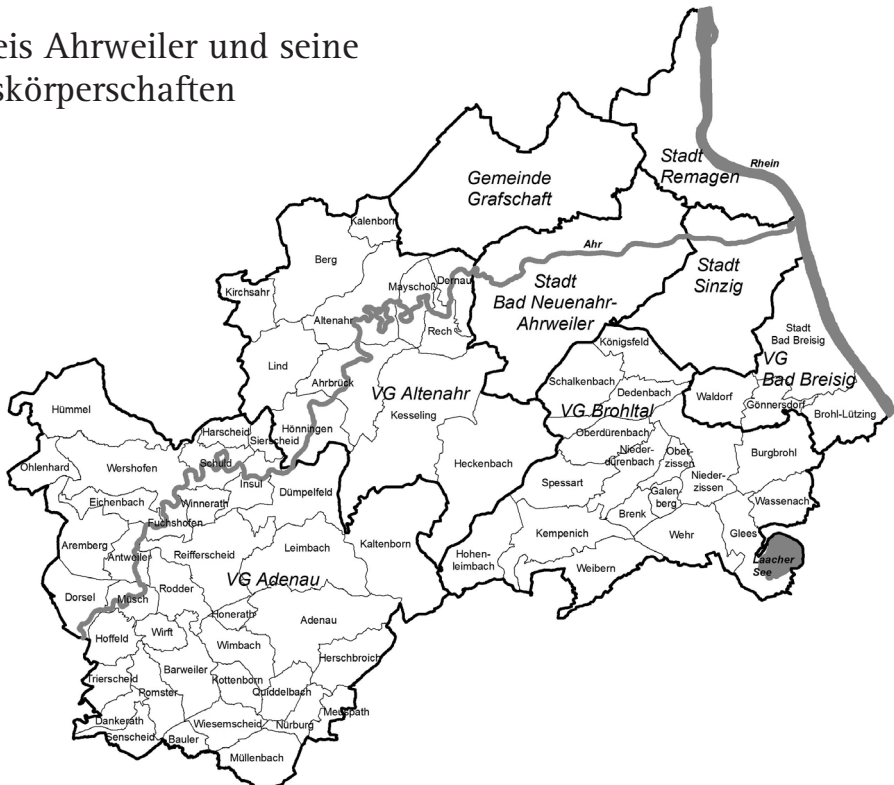 eis Ahrweiler und seine
skörperschaften
Stadt
Remagen
Rhein
Gemeinde
Grafschaft
Kalenborn
Ahr
Berg
Stadt
Sinzig
Kirchsahr
Mayschoß
Dernau
Stadt
Bad Neuenahr-
Ahrweiler
Altenahr
Rech
Stadt
Bad Breisig
Königsfeld
VG
Bad Breisig
Lind
Ahrbrück
Schalkenbach
VG Altenahr
Dedenbach
Waldorf
Gönnersdorf
Hümmel
Kesseling
VG Brohltal
Brohl-Lützing
Harscheid
Hönningen
Sierscheid
Oberdürenbach
Ohlenhard
Wershofen
Schuld
Heckenbach
Nieder-
dürenbach
Ober-
zissen
Burgbrohl
Insul
Dümpelfeld
Spessart
Nieder-
zissen
Eichenbach
Winnerath
Galen-
berg
Wassenach
Fuchshofen
Brenk
Aremberg
Reifferscheid
Leimbach
Kaltenborn
Kempenich
Wehr
Glees
Antweiler
Hohen-
leimbach
Laacher
See
VG Adenau
Weibern
Dorsel
Müsch
Rodder
Honerath
Adenau
Hoffeld
Wirft
Wimbach
Herschbroich
Trierscheid
Barweiler
Kottenborn
Pomster
Quiddelbach
Meuspath
Dankerath
Wiesemscheid
Nürburg
Senscheid
Bauler
Müllenbach